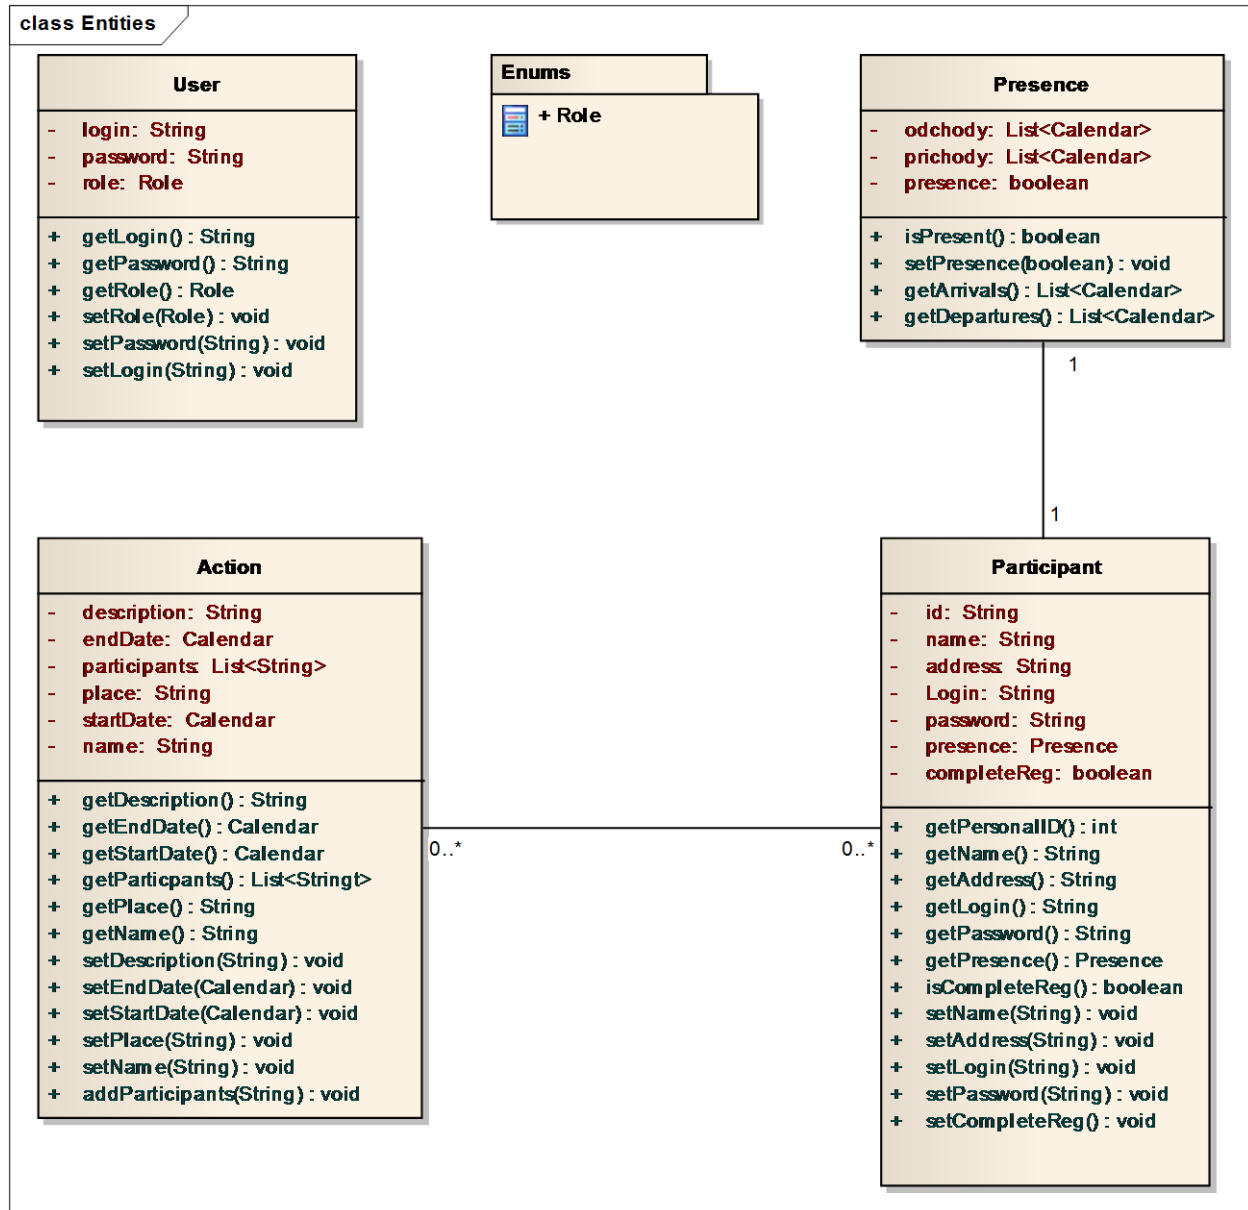 class Entities
User
- login: String
- password: String
- role: Role
+ getLogin() : String
+ getPassword() : String
+ getRole() : Role
+ setRole(Role) : void
+ setPassword(String) : void
+ setLogin(String) : void
Enums
+ Role
Presence
- odchody: List<Calendar>
- prichody: List<Calendar>
- presence: boolean
+ isPresent() : boolean
+ setPresence(boolean) : void
+ getArrivals() : List<Calendar>
+ getDepartures() : List<Calendar>
1
1
Action
- description: String
- endDate: Calendar
- participants: List<String>
- place: String
- startDate: Calendar
- name: String
+ getDescription() : String
+ getEndDate() : Calendar
+ getStartDate() : Calendar
+ getParticpants() : List<Stringt>
+ getPlace() : String
+ getName() : String
+ setDescription(String) : void
+ setEndDate(Calendar) : void
+ setStartDate(Calendar) : void
+ setPlace(String) : void
+ setName(String) : void
+ addParticipants(String) : void
0..*
0..*
Participant
- id: String
- name: String
- address: String
- Login: String
- password: String
- presence: Presence
- completeReg: boolean
+ getPersonalID() : int
+ getName() : String
+ getAddress() : String
+ getLogin() : String
+ getPassword() : String
+ getPresence() : Presence
+ isCompleteReg() : boolean
+ setName(String) : void
+ setAddress(String) : void
+ setLogin(String) : void
+ setPassword(String) : void
+ setCompleteReg() : void